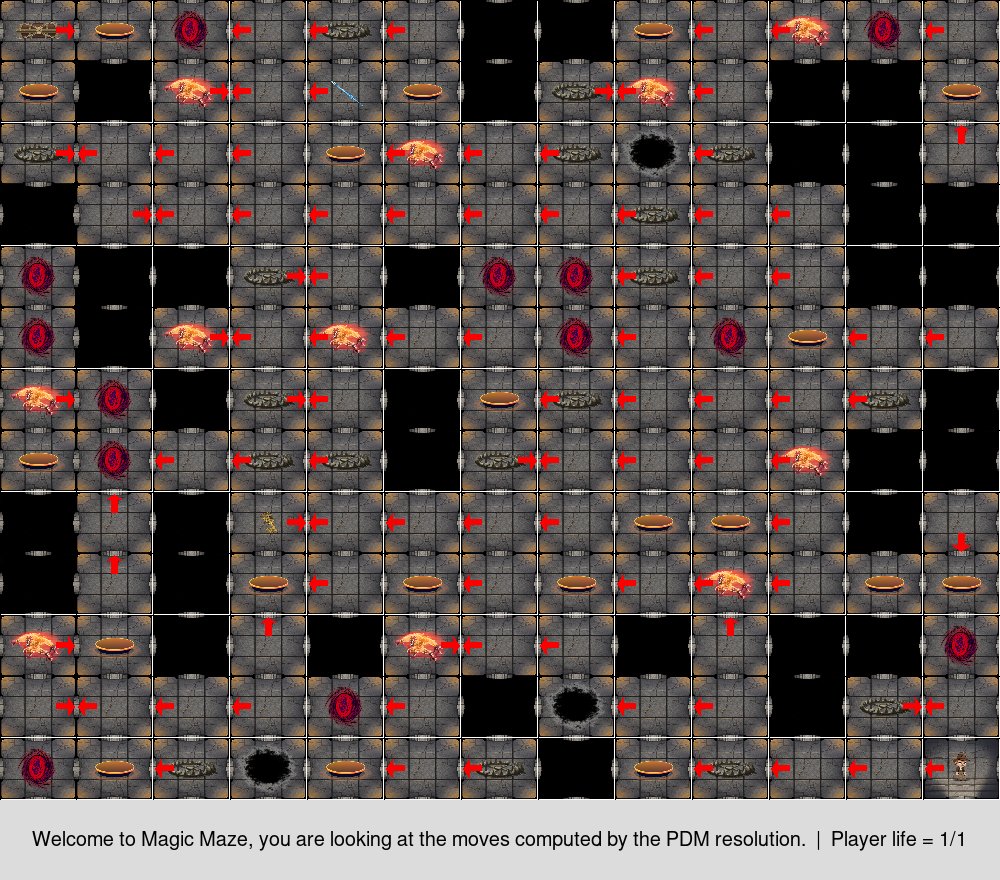 Welcome to Magic Maze, you are looking at the moves computed by the PDM resolution.  |  Player life = 1/1